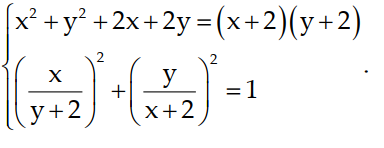 x² + y² + 2x + 2y = (x + 2)(y + 2)
(x / (y + 2))² + (y / (x + 2))² = 1 .